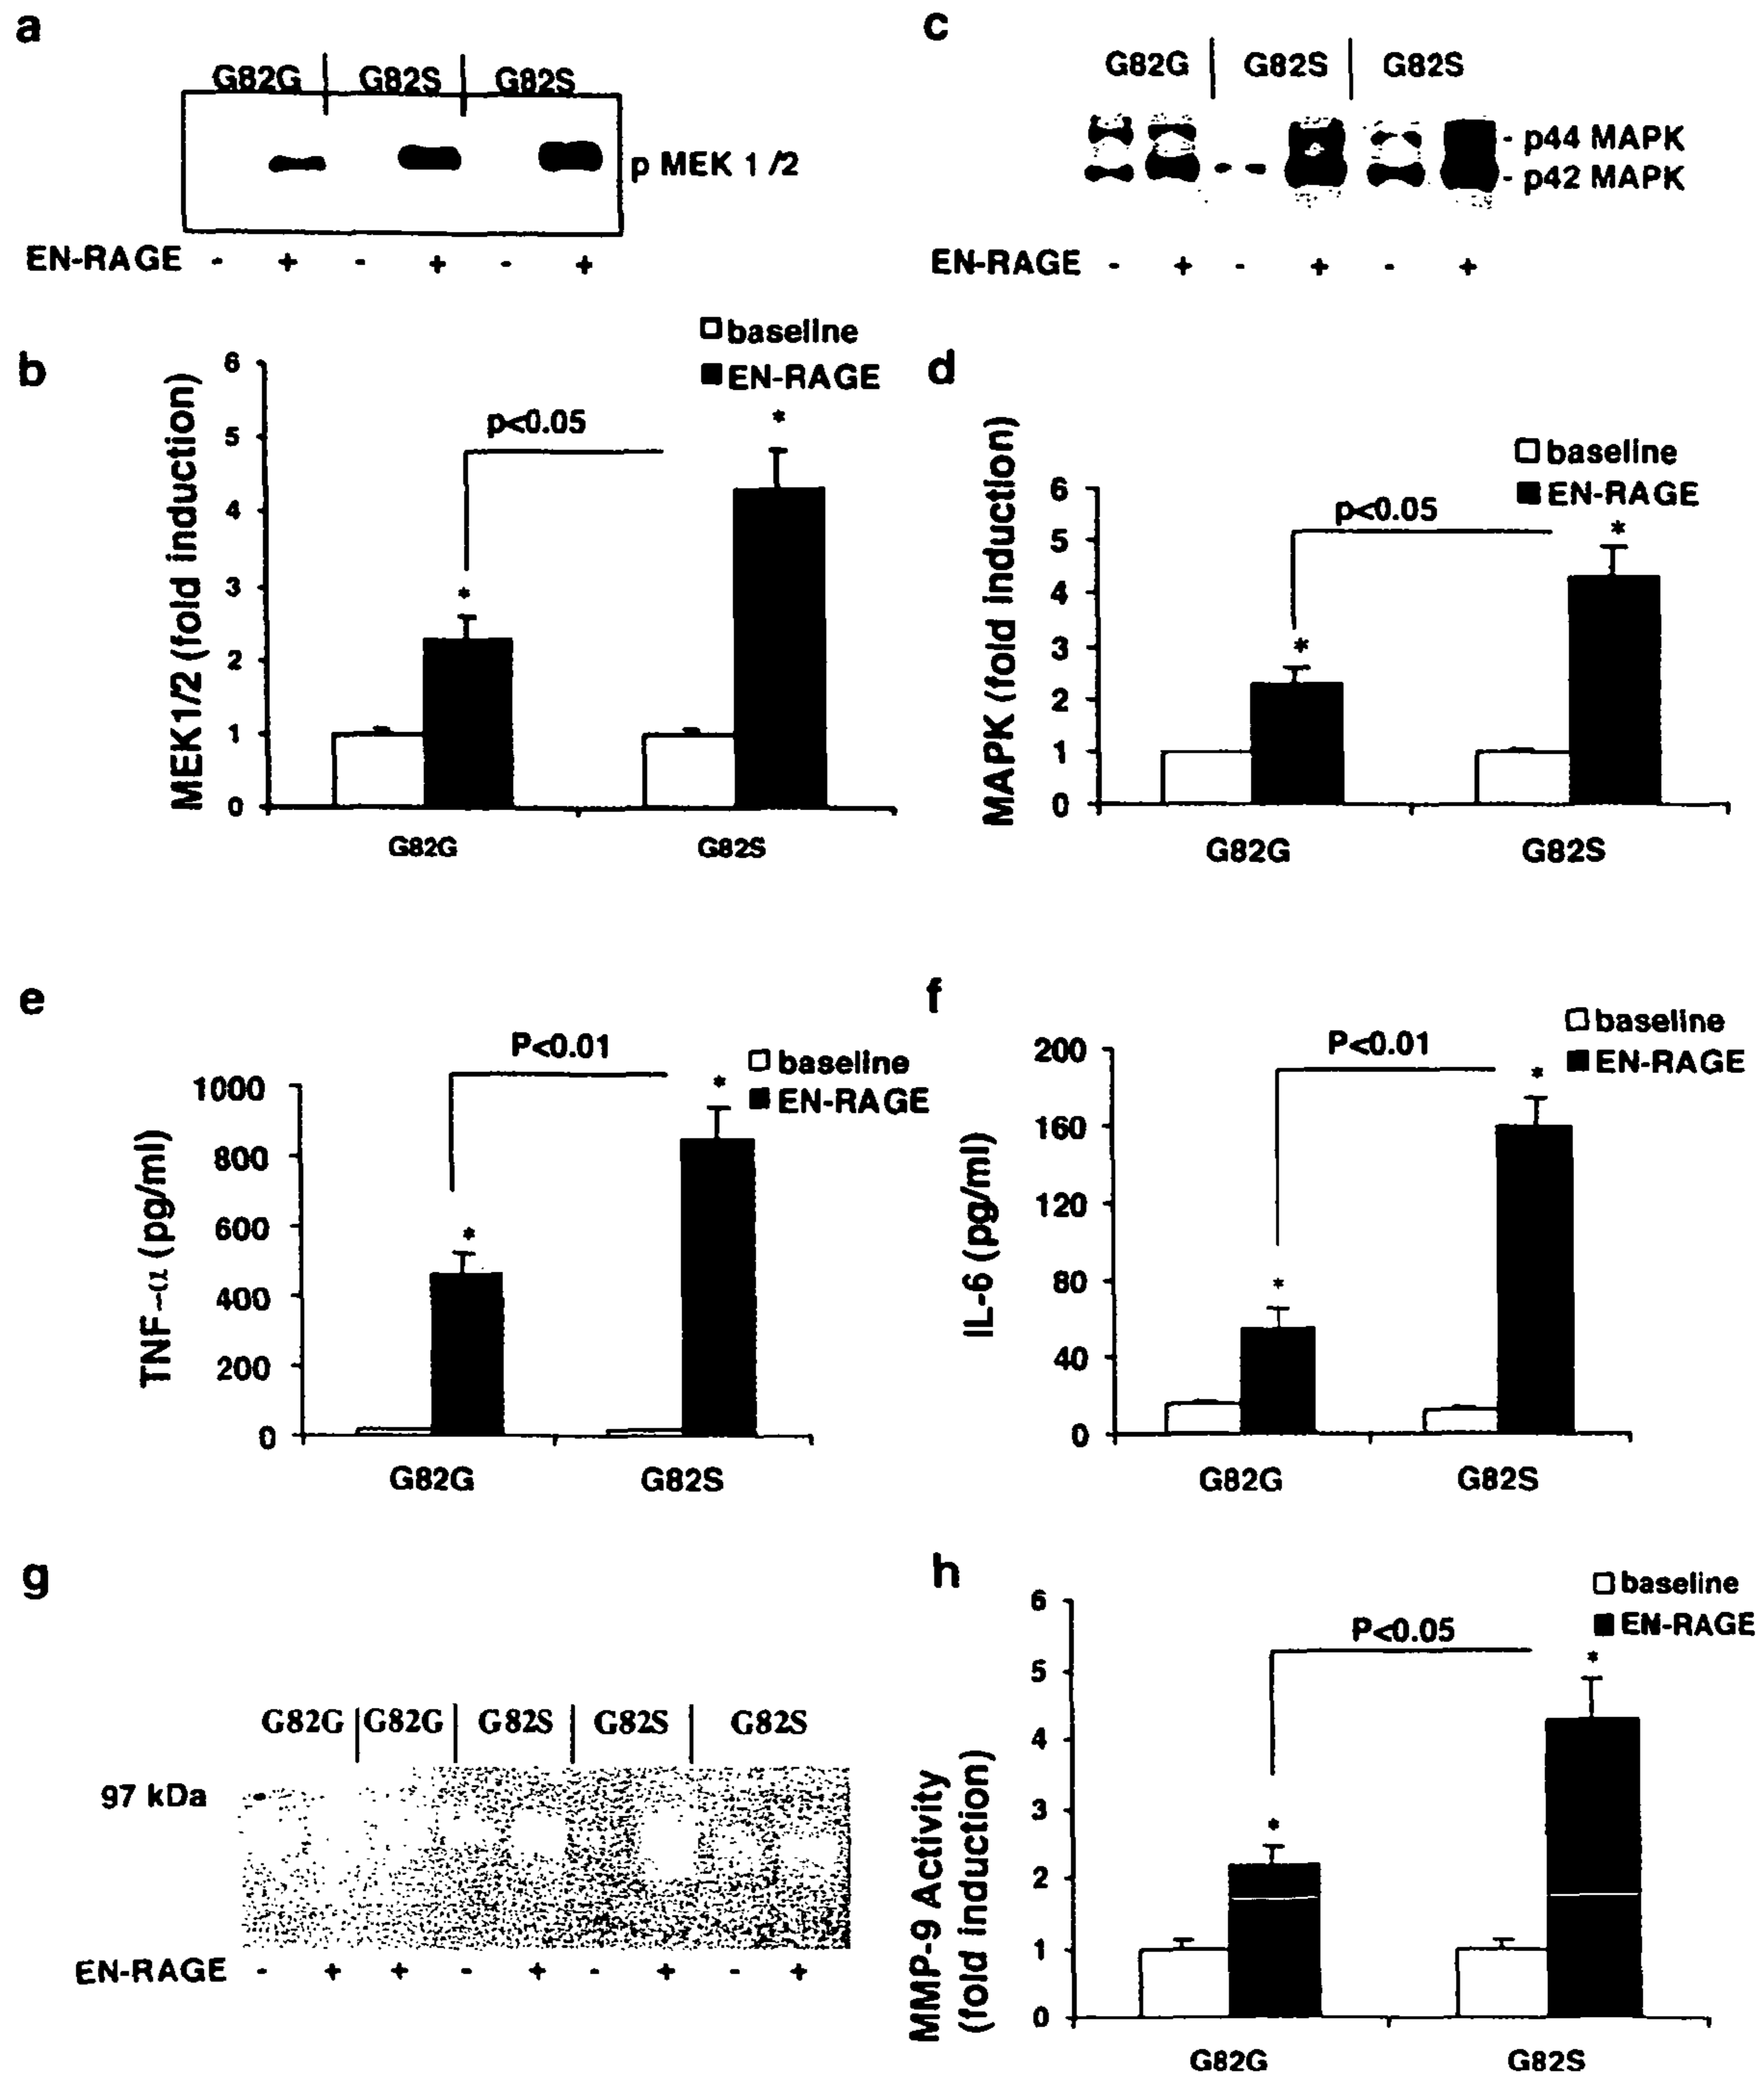 a
G82G G82S G82S
p MEK 1/2
EN-RAGE - + - + - +
c
G82G G82S G82S
- p44 MAPK
- p42 MAPK
EN-RAGE - + - + - +
b
baseline
EN-RAGE
p<0.05
*
*
MEK1/2 (fold induction)
6
5
4
3
2
1
0
G82G G82S
d
baseline
EN-RAGE
p<0.05
*
*
MAPK (fold induction)
6
5
4
3
2
1
0
G82G G82S
e
P<0.01
baseline
EN-RAGE
*
*
TNF-α (pg/ml)
1000
800
600
400
200
0
G82G G82S
f
P<0.01
baseline
EN-RAGE
*
*
IL-6 (pg/ml)
200
160
120
80
40
0
G82G G82S
g
G82G G82G G82S G82S G82S
97 kDa
EN-RAGE - + + - + - + - +
h
baseline
EN-RAGE
P<0.05
*
*
MMP-9 Activity
(fold induction)
6
5
4
3
2
1
0
G82G G82S